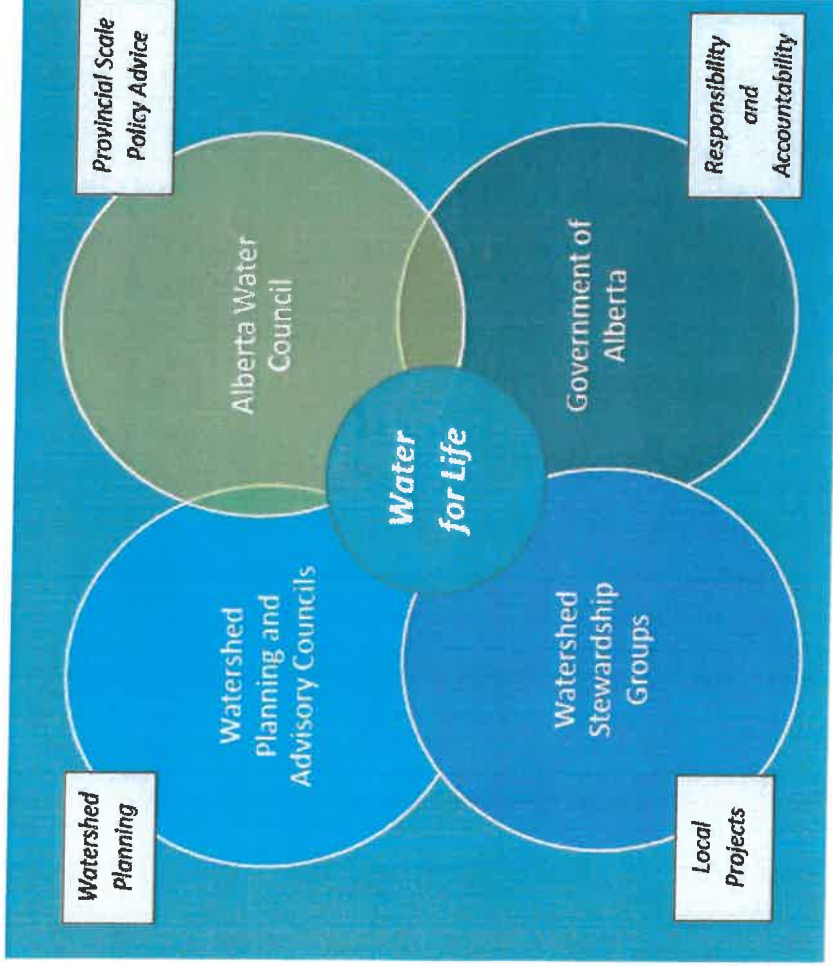 Watershed
Planning
Provincial Scale
Policy Advice
Watershed
Planning and
Advisory Councils
Alberta Water
Council
Water
for Life
Watershed
Stewardship
Groups
Government of
Alberta
Local
Projects
Responsibility
and
Accountability